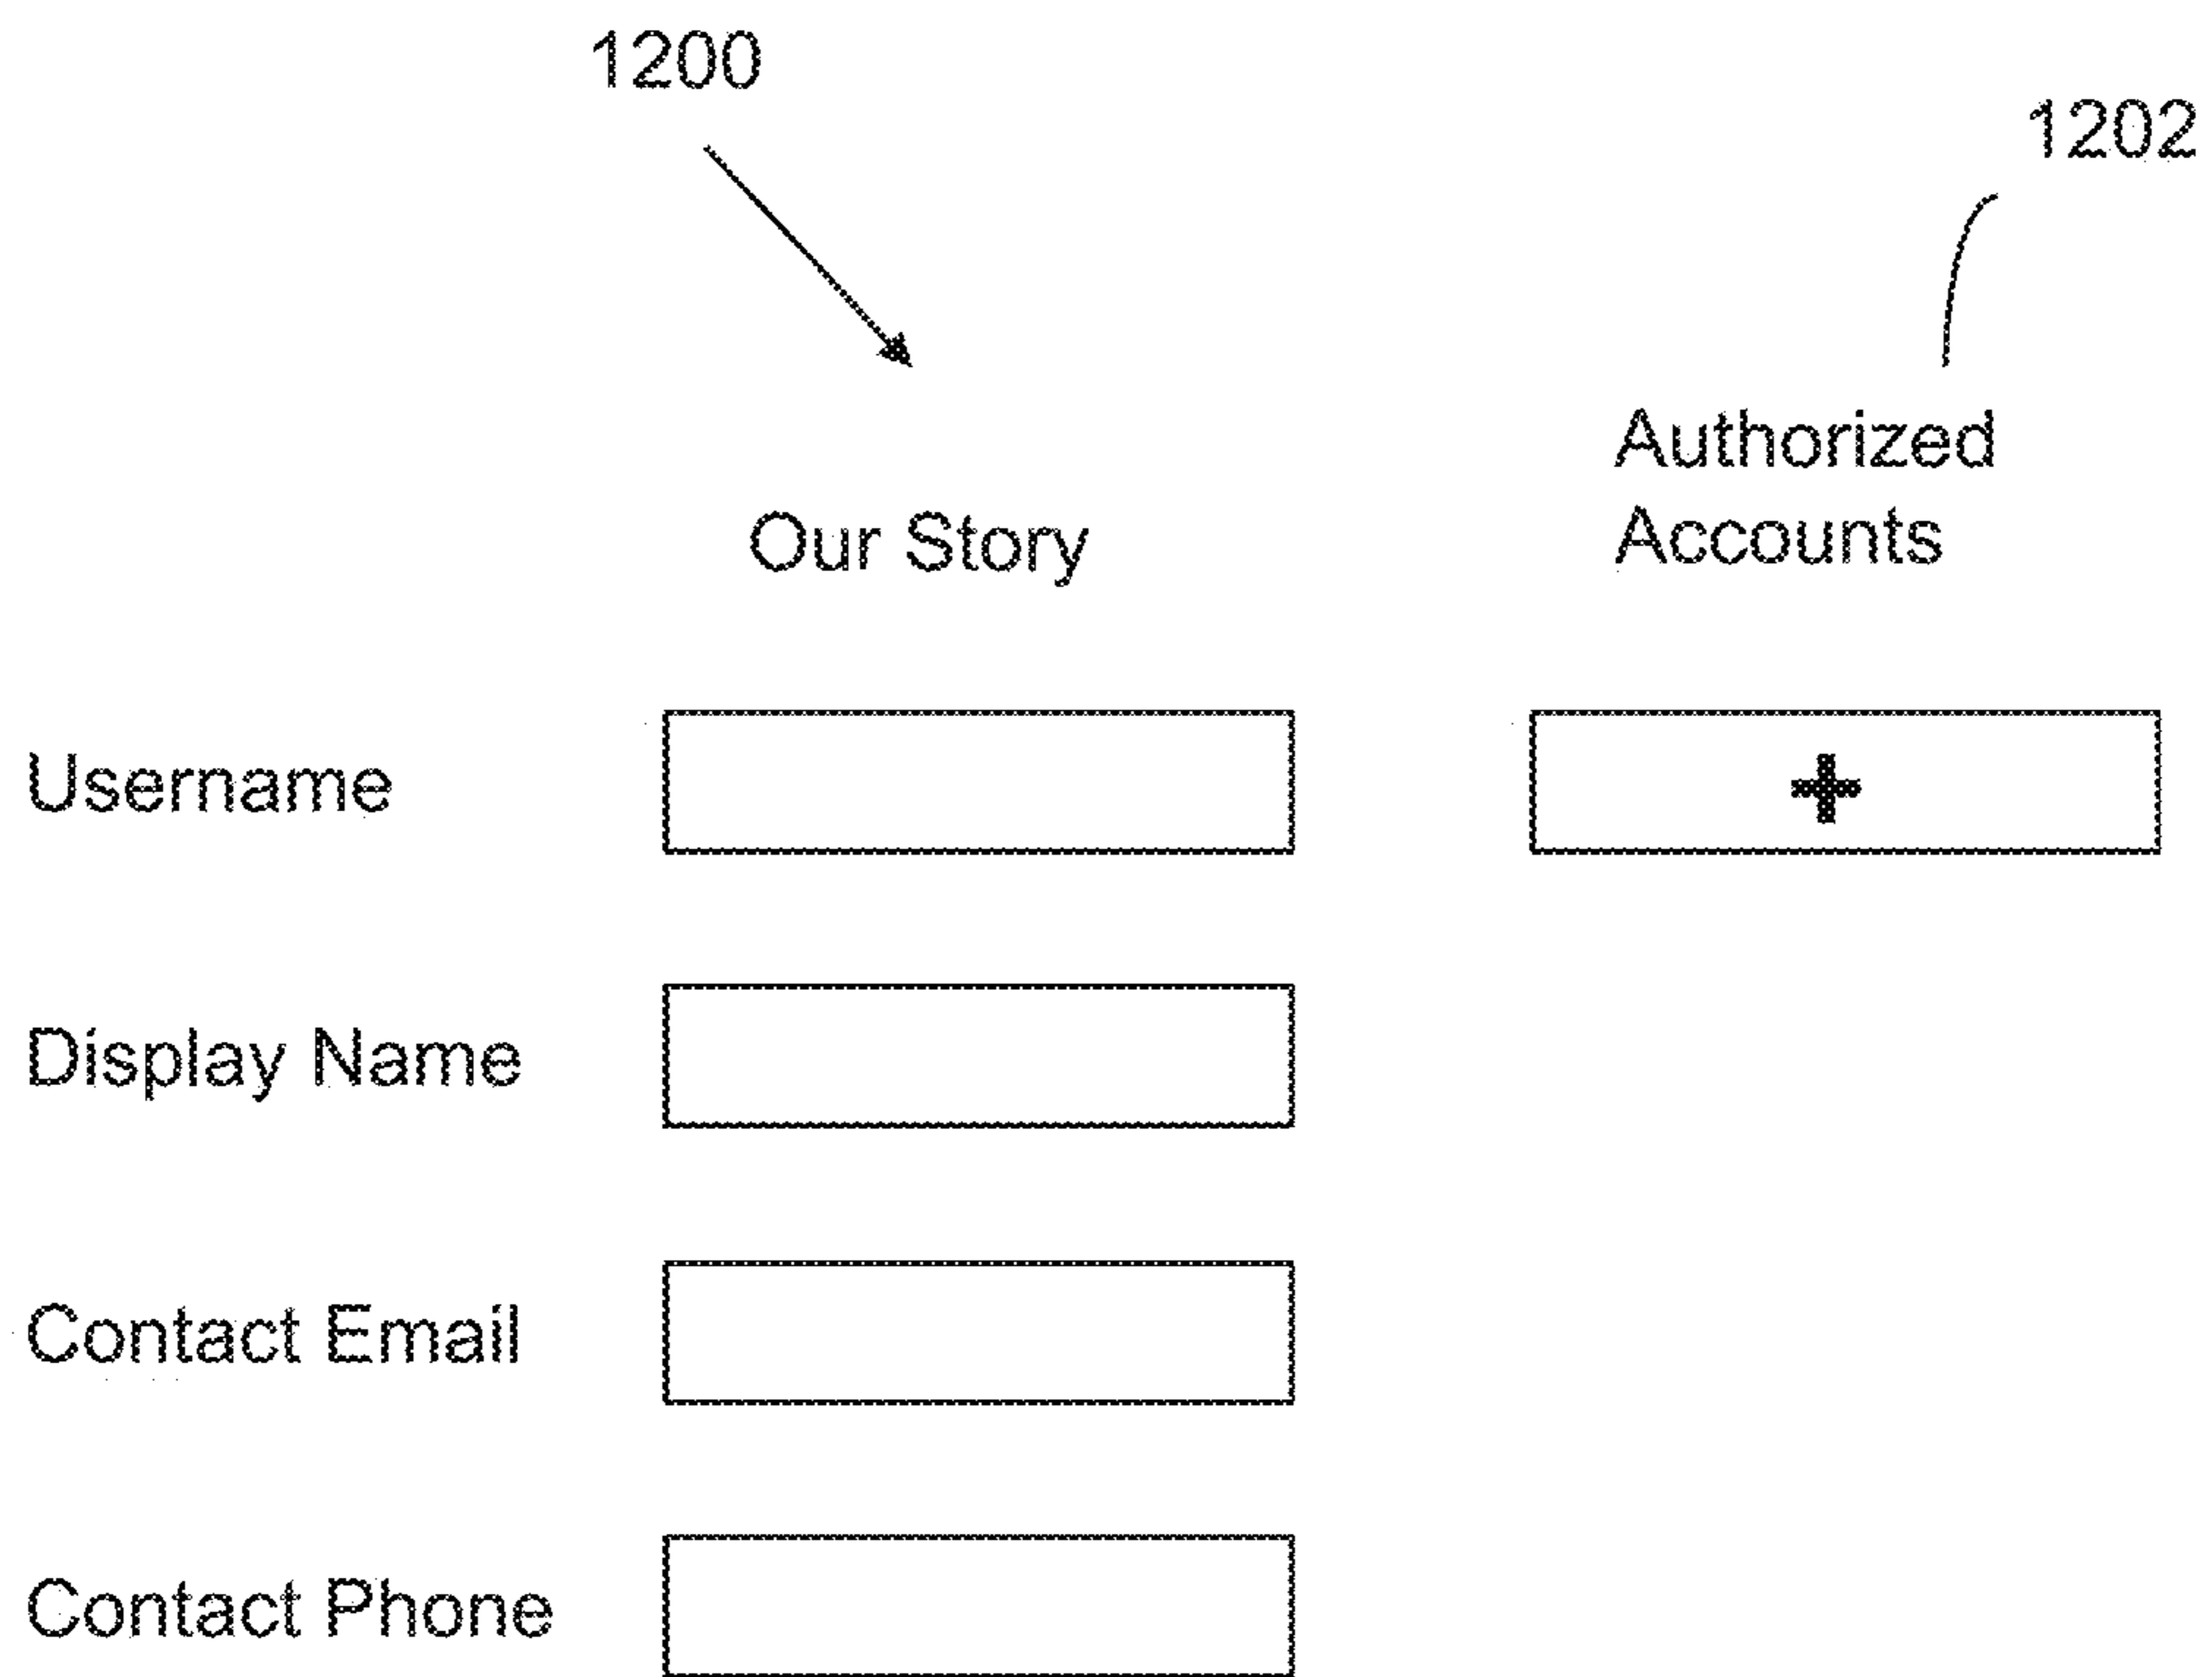 1200
1202
Authorized
Accounts
Our Story
Username
+
Display Name
Contact Email
Contact Phone